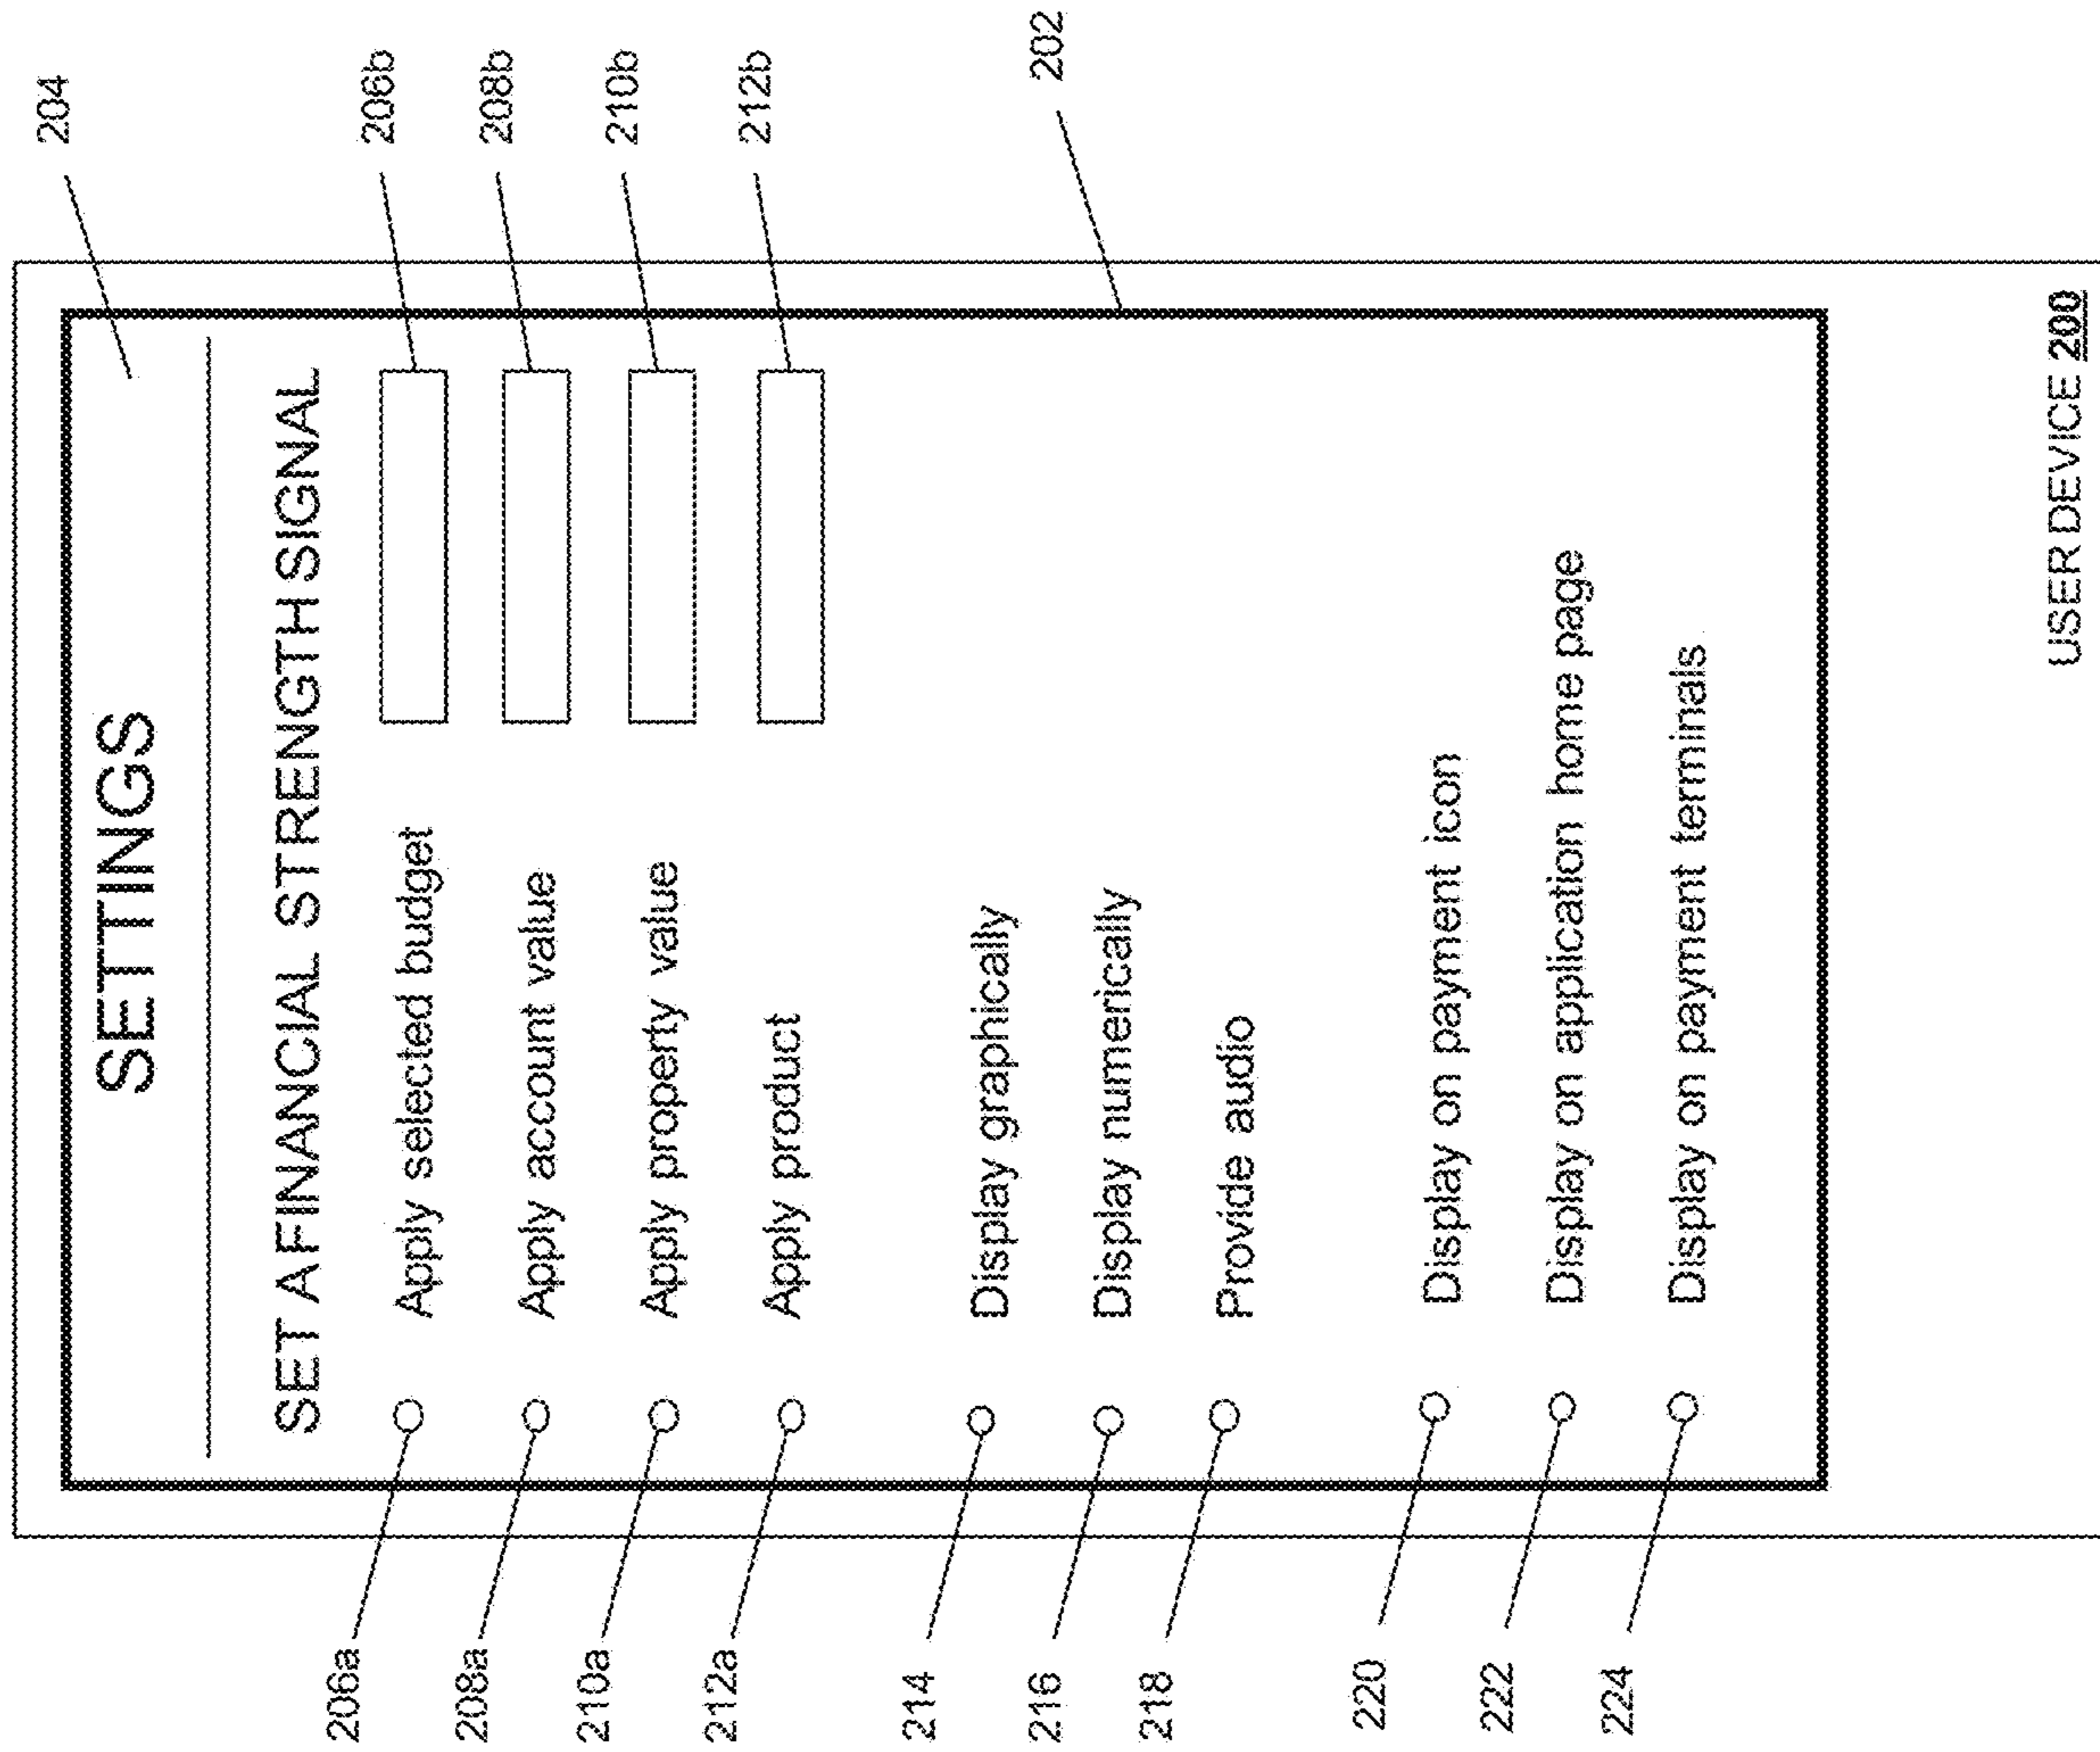 204
SETTINGS
SET A FINANCIAL STRENGTH SIGNAL
206a Apply selected budget 206b
208a Apply account value 208b
210a Apply property value 210b
212a Apply product 212b
214 Display graphically
216 Display numerically
218 Provide audio
202
220 Display on payment icon
222 Display on application home page
224 Display on payment terminals
USER DEVICE 200